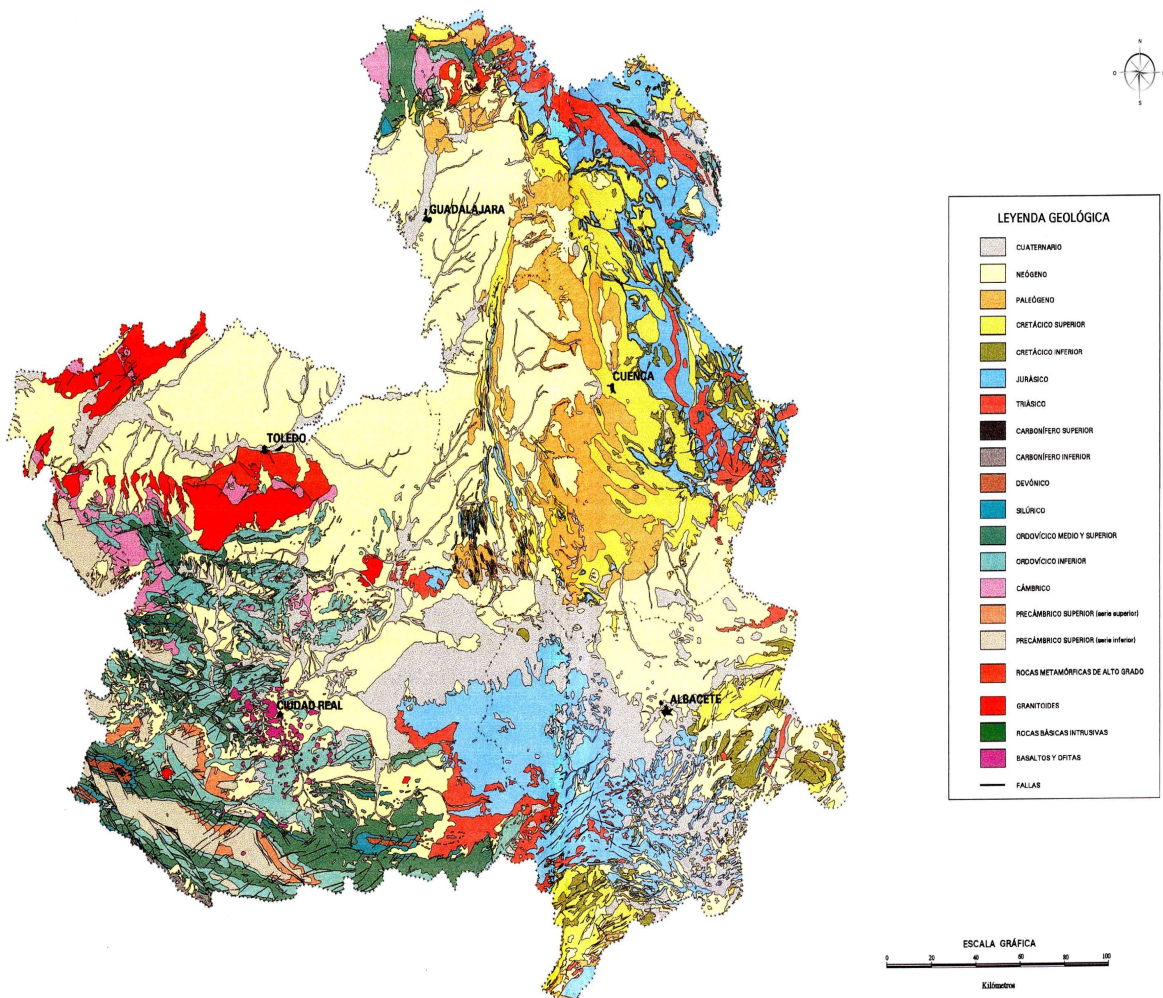 N
O
S
GUADALAJARA
CUENCA
TOLEDO
CIUDAD REAL
ALBACETE
LEYENDA GEOLÓGICA
CUATERNARIO
NEÓGENO
PALEÓGENO
CRETÁCICO SUPERIOR
CRETÁCICO INFERIOR
JURÁSICO
TRIÁSICO
CARBONÍFERO SUPERIOR
CARBONÍFERO INFERIOR
DEVÓNICO
SILÚRICO
ORDOVÍCICO MEDIO Y SUPERIOR
ORDOVÍCICO INFERIOR
CÁMBRICO
PRECÁMBRICO SUPERIOR (serie superior)
PRECÁMBRICO SUPERIOR (serie inferior)
ROCAS METAMÓRFICAS DE ALTO GRADO
GRANITOIDES
ROCAS BÁSICAS INTRUSIVAS
BASALTOS Y OFITAS
FALLAS
ESCALA GRÁFICA
0 20 40 60 80 100
Kilómetros